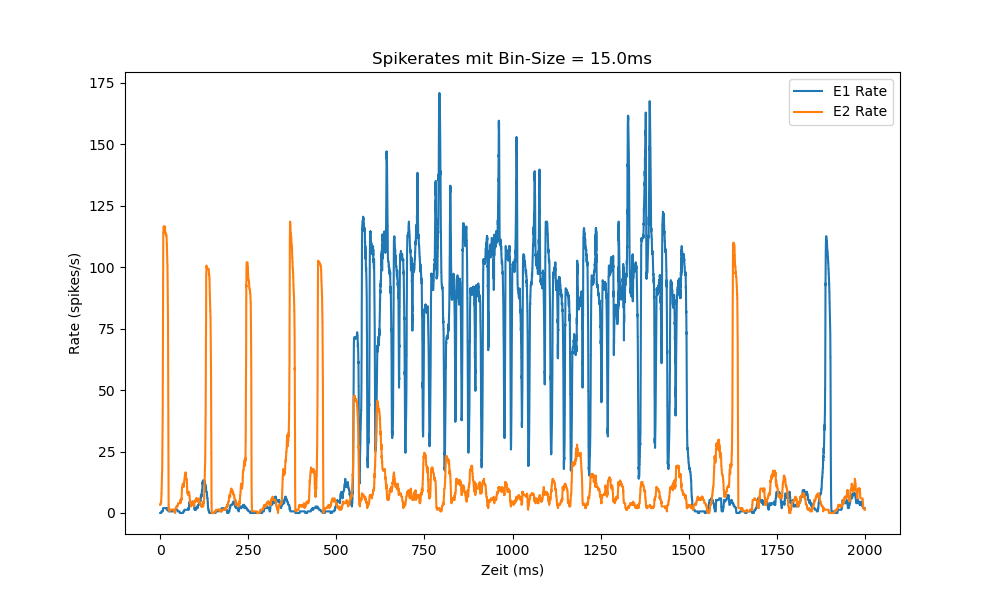 Spikerates mit Bin-Size = 15.0ms
E1 Rate
E2 Rate
175
150
125
100
75
50
25
0
Rate (spikes/s)
0 250 500 750 1000 1250 1500 1750 2000
Zeit (ms)